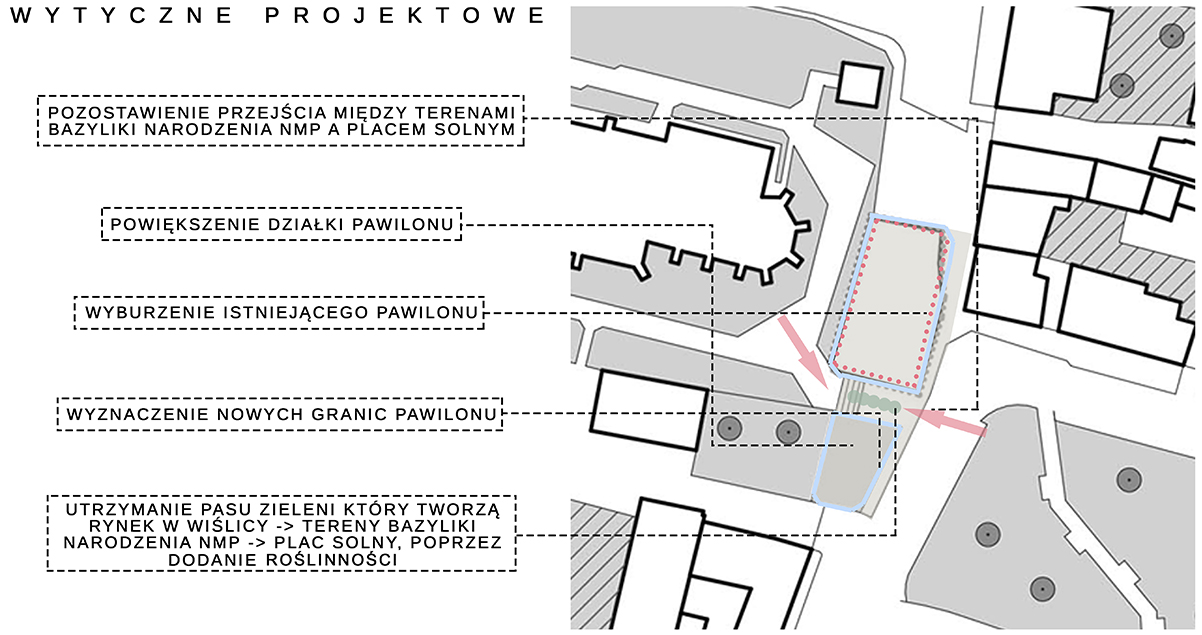 WYTYCZNE PROJEKTOWE
POZOSTAWIENIE PRZEJŚCIA MIĘDZY TERENAMI
BAZYLIKI NARODZENIA NMP A PLACEM SOLNYM
POWIĘKSZENIE DZIAŁKI PAWILONU
WYBURZENIE ISTNIEJĄCEGO PAWILONU
WYZNACZENIE NOWYCH GRANIC PAWILONU
UTRZYMANIE PASU ZIELENI KTÓRY TWORZĄ
RYNEK W WIŚLICY -> TERENY BAZYLIKI
NARODZENIA NMP -> PLAC SOLNY, POPRZEZ
DODANIE ROŚLINNOŚCI